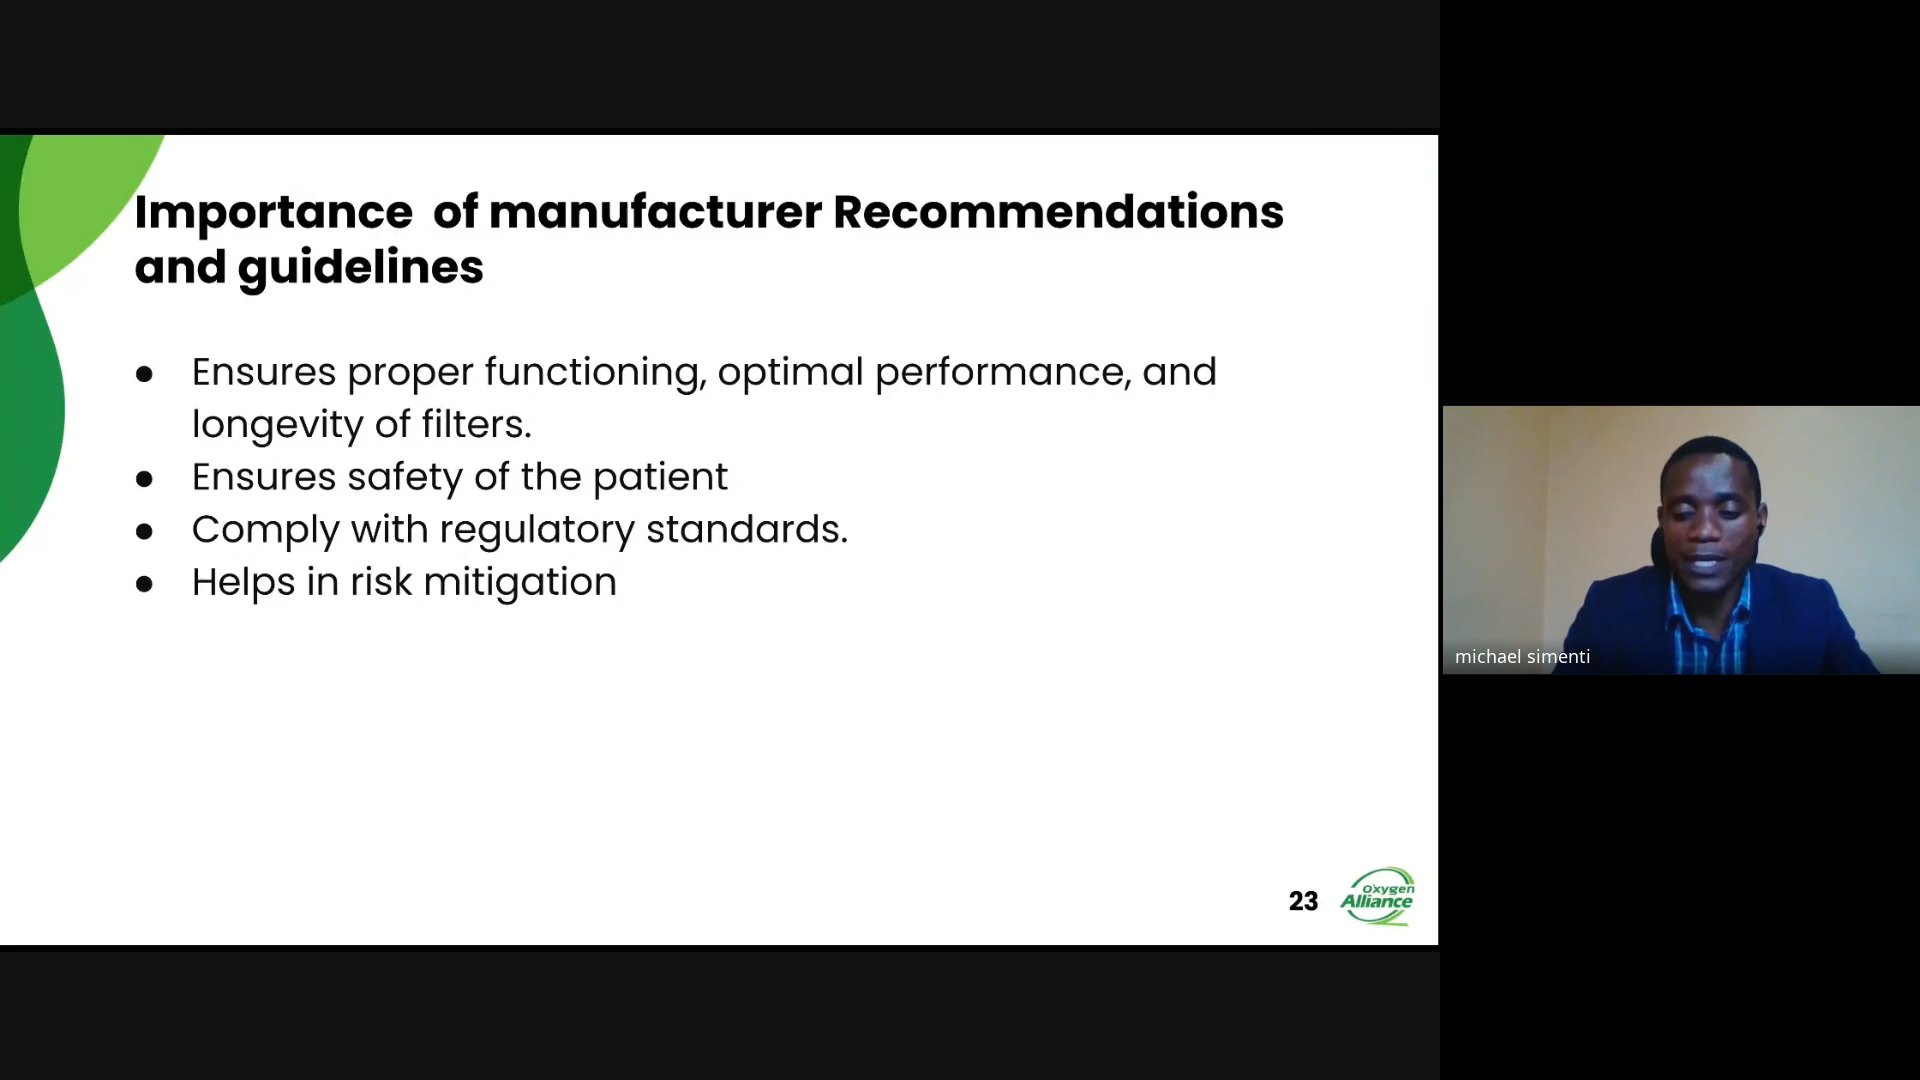 Importance of manufacturer Recommendations
and guidelines
● Ensures proper functioning, optimal performance, and
longevity of filters.
● Ensures safety of the patient
● Comply with regulatory standards.
● Helps in risk mitigation
michael simenti
23
Oxygen
Alliance